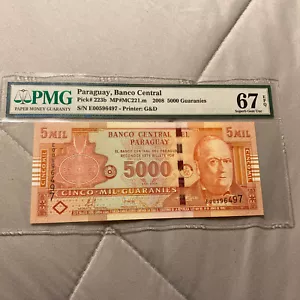 PMG
PAPER MONEY GUARANTY
Paraguay, Banco Central
Pick# 223b MP#MC221.m 2008 5000 Guaranies
S/N E00596497 - Printer: G&D
67 EPQ
Superb Gem Unc
5 MIL
BANCO CENTRAL DEL
PARAGUAY
5 MIL
5000
CINCO·MIL·GUARANIES